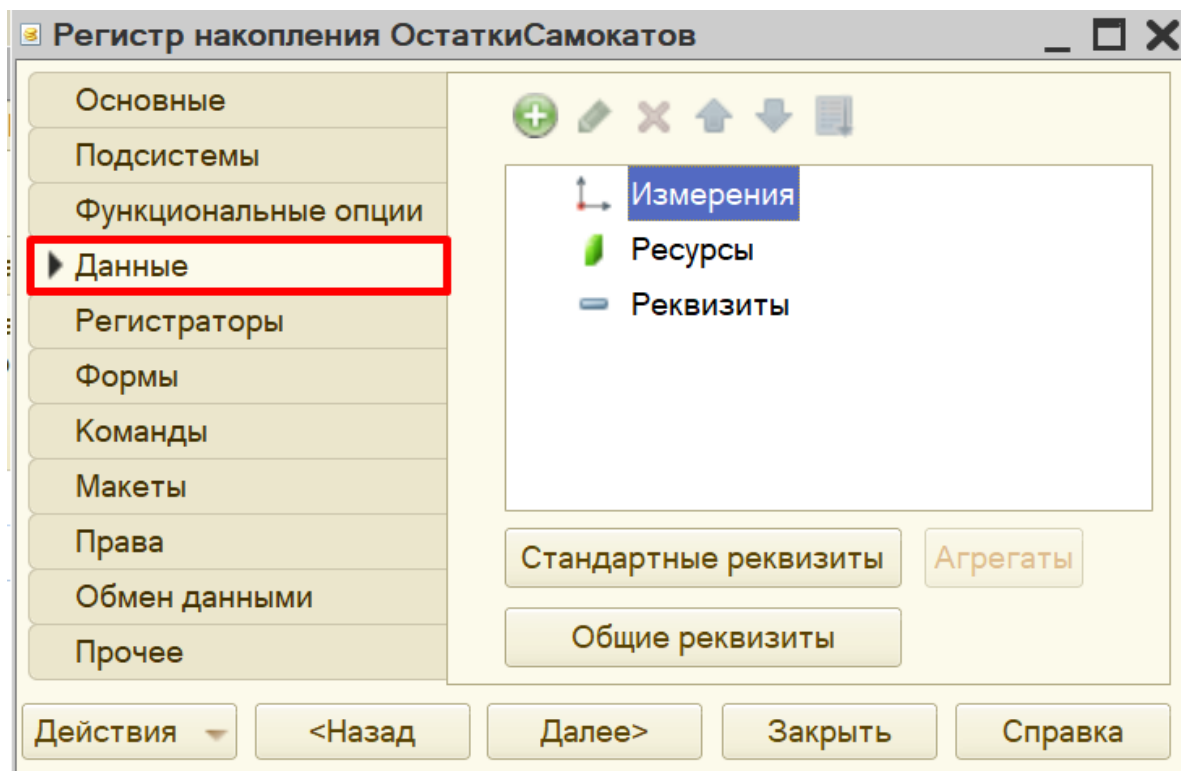 Регистр накопления ОстаткиСамокатов
Основные
Подсистемы
Функциональные опции
Данные
Регистраторы
Формы
Команды
Макеты
Права
Обмен данными
Прочее
Измерения
Ресурсы
Реквизиты
Стандартные реквизиты
Агрегаты
Общие реквизиты
Действия
<Назад
Далее>
Закрыть
Справка